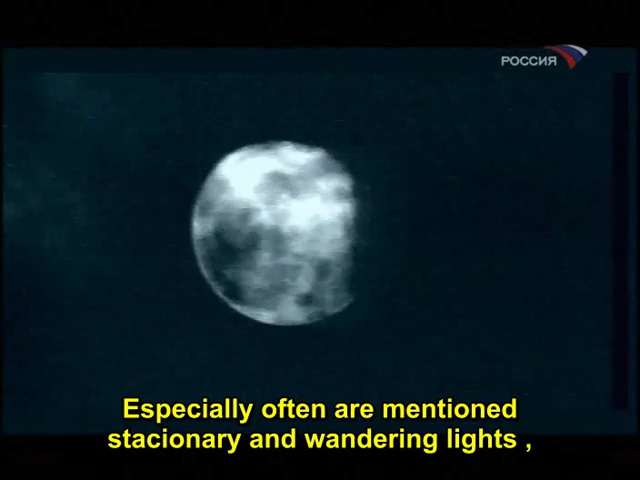 РОССИЯ
Especially often are mentioned
stacionary and wandering lights ,